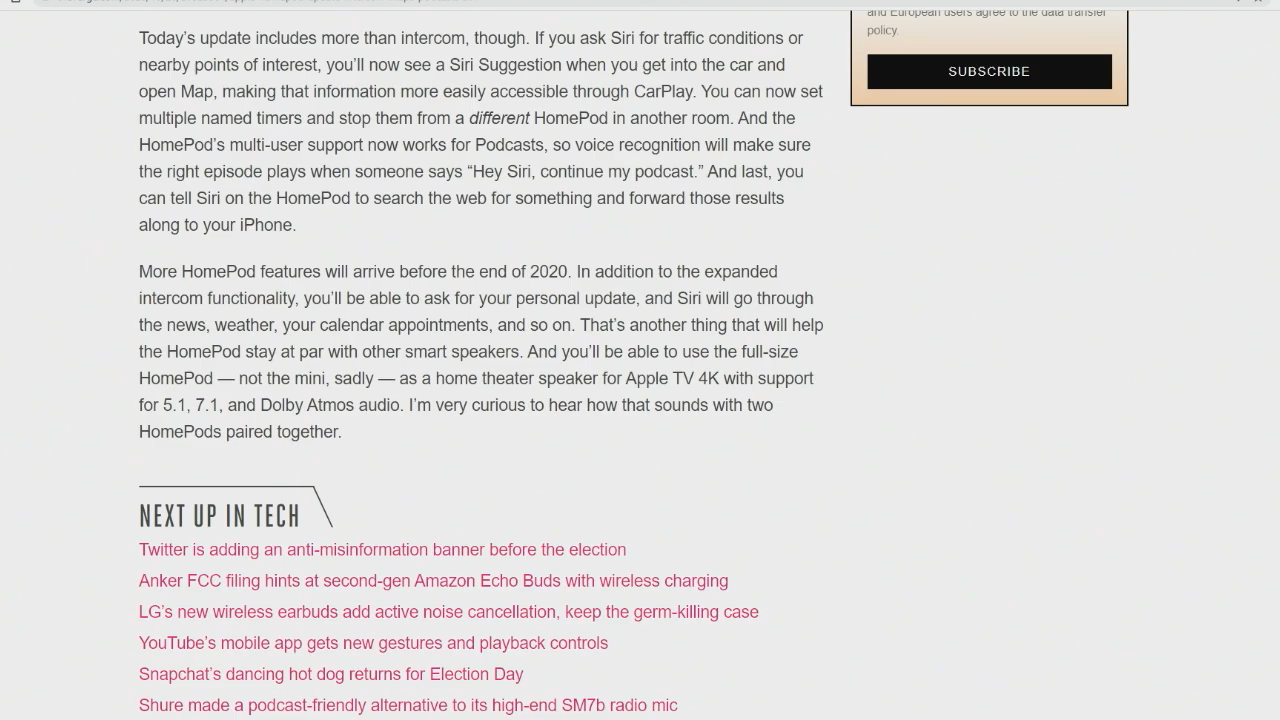 and European users agree to the data transfer
policy.
SUBSCRIBE
Today's update includes more than intercom, though. If you ask Siri for traffic conditions or
nearby points of interest, you'll now see a Siri Suggestion when you get into the car and
open Map, making that information more easily accessible through CarPlay. You can now set
multiple named timers and stop them from a different HomePod in another room. And the
HomePod's multi-user support now works for Podcasts, so voice recognition will make sure
the right episode plays when someone says “Hey Siri, continue my podcast.” And last, you
can tell Siri on the HomePod to search the web for something and forward those results
along to your iPhone.
More HomePod features will arrive before the end of 2020. In addition to the expanded
intercom functionality, you'll be able to ask for your personal update, and Siri will go through
the news, weather, your calendar appointments, and so on. That's another thing that will help
the HomePod stay at par with other smart speakers. And you'll be able to use the full-size
HomePod — not the mini, sadly — as a home theater speaker for Apple TV 4K with support
for 5.1, 7.1, and Dolby Atmos audio. I'm very curious to hear how that sounds with two
HomePods paired together.
NEXT UP IN TECH
Twitter is adding an anti-misinformation banner before the election
Anker FCC filing hints at second-gen Amazon Echo Buds with wireless charging
LG's new wireless earbuds add active noise cancellation, keep the germ-killing case
YouTube's mobile app gets new gestures and playback controls
Snapchat's dancing hot dog returns for Election Day
Shure made a podcast-friendly alternative to its high-end SM7b radio mic